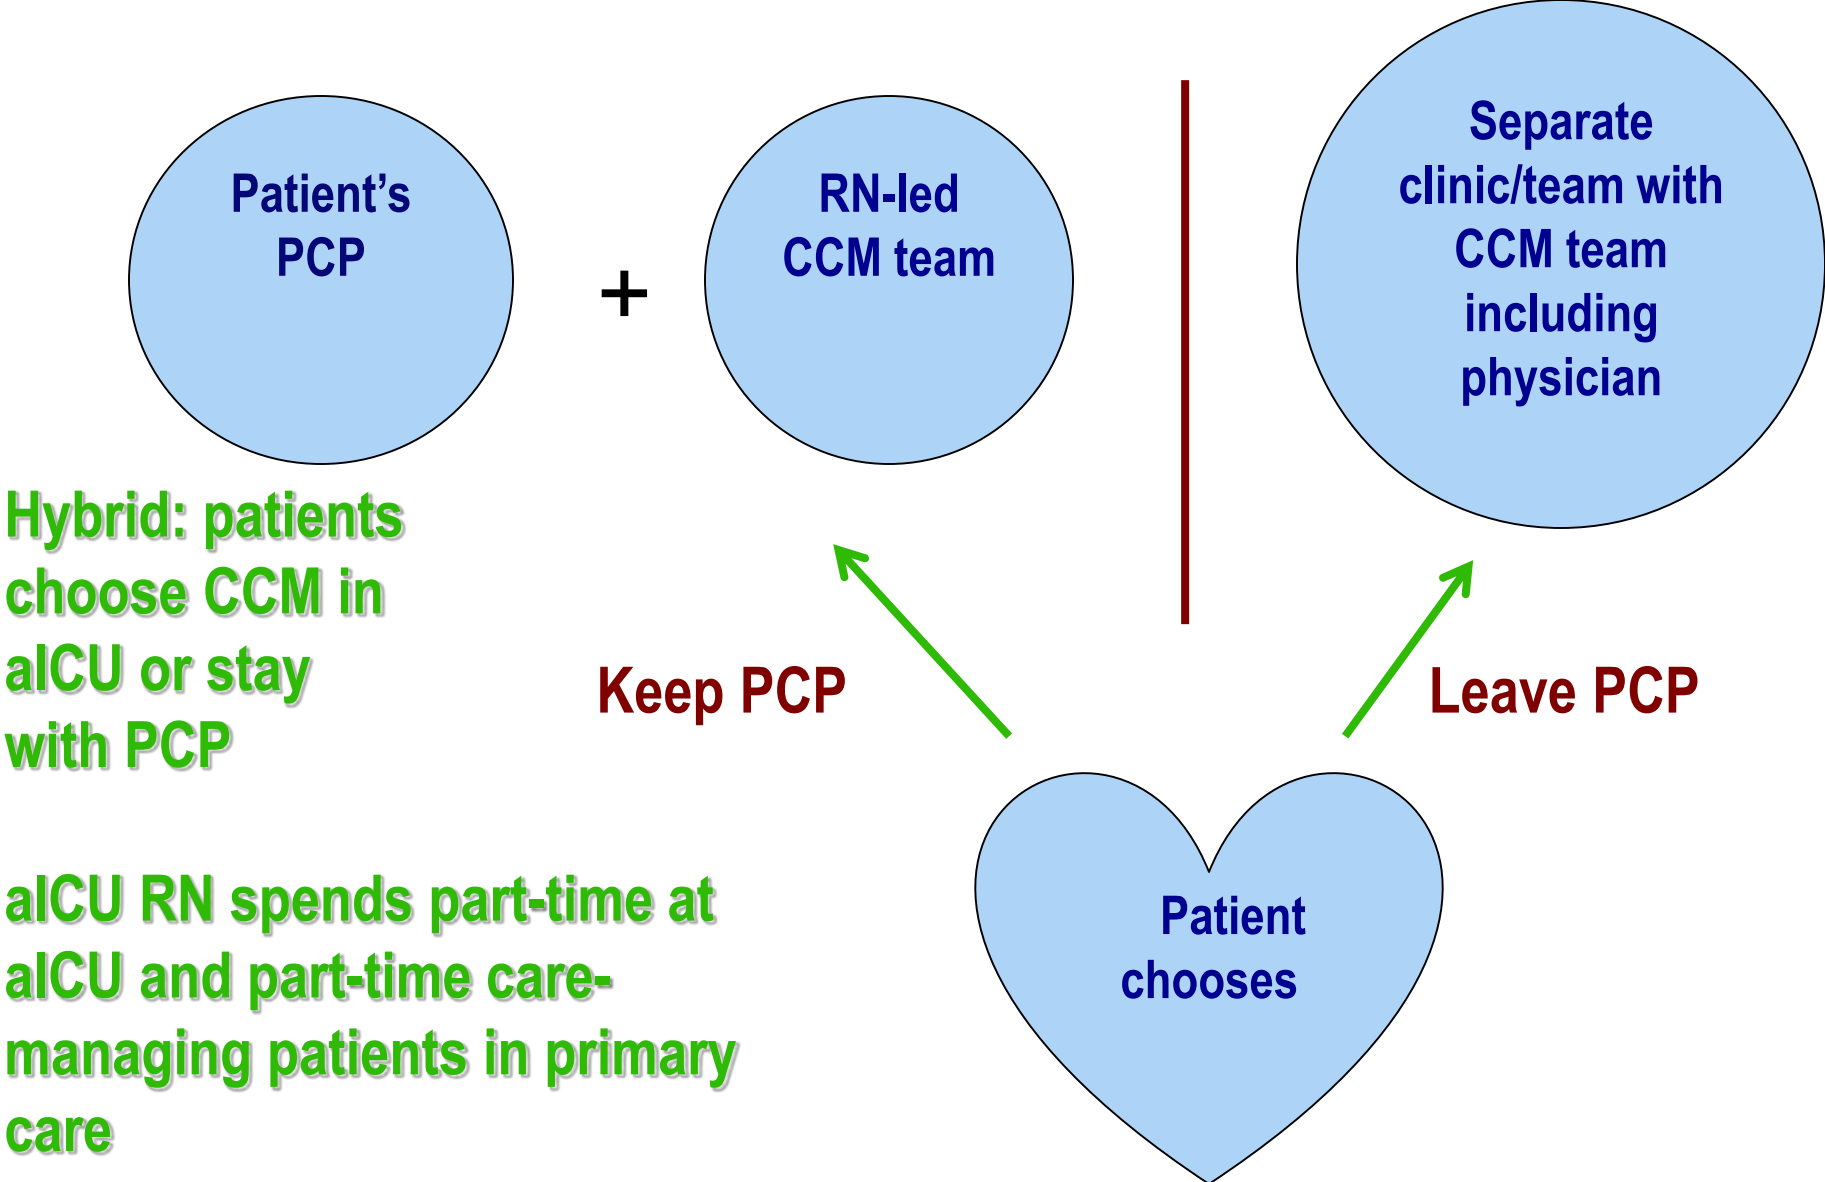 Patient’s
PCP
+
RN-led
CCM team
Separate
clinic/team with
CCM team
including
physician
Hybrid: patients
choose CCM in
aICU or stay
with PCP
Keep PCP
Leave PCP
aICU RN spends part-time at
aICU and part-time care-
managing patients in primary
care
Patient
chooses